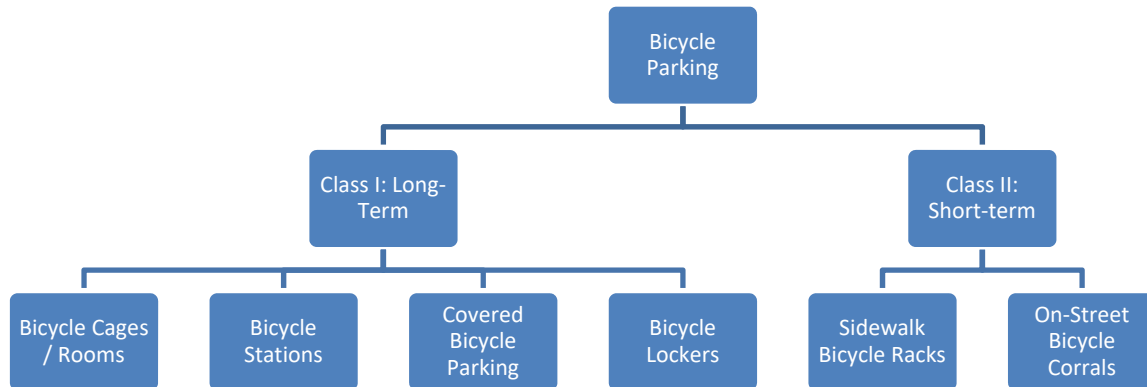 Bicycle
Parking
Class I: Long-
Term
Class II:
Short-term
Bicycle Cages
/ Rooms
Bicycle
Stations
Covered
Bicycle
Parking
Bicycle
Lockers
Sidewalk
Bicycle Racks
On-Street
Bicycle
Corrals